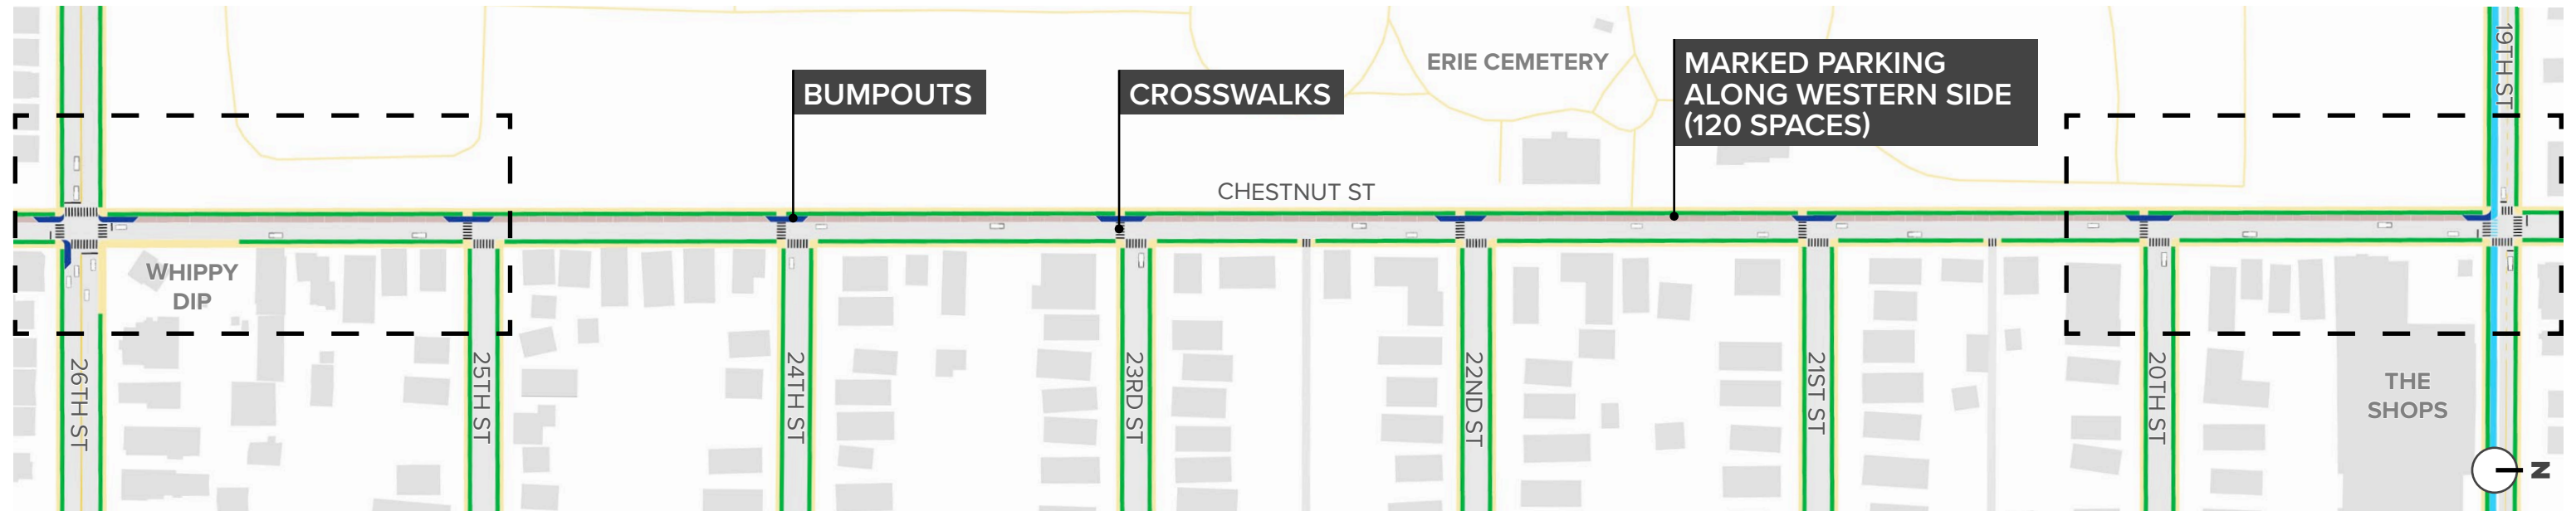 19TH ST
ERIE CEMETERY
MARKED PARKING
ALONG WESTERN SIDE
(120 SPACES)
BUMPOUTS
CROSSWALKS
CHESTNUT ST
WHIPPY
DIP
26TH ST
25TH ST
24TH ST
23RD ST
22ND ST
21ST ST
20TH ST
THE
SHOPS
N